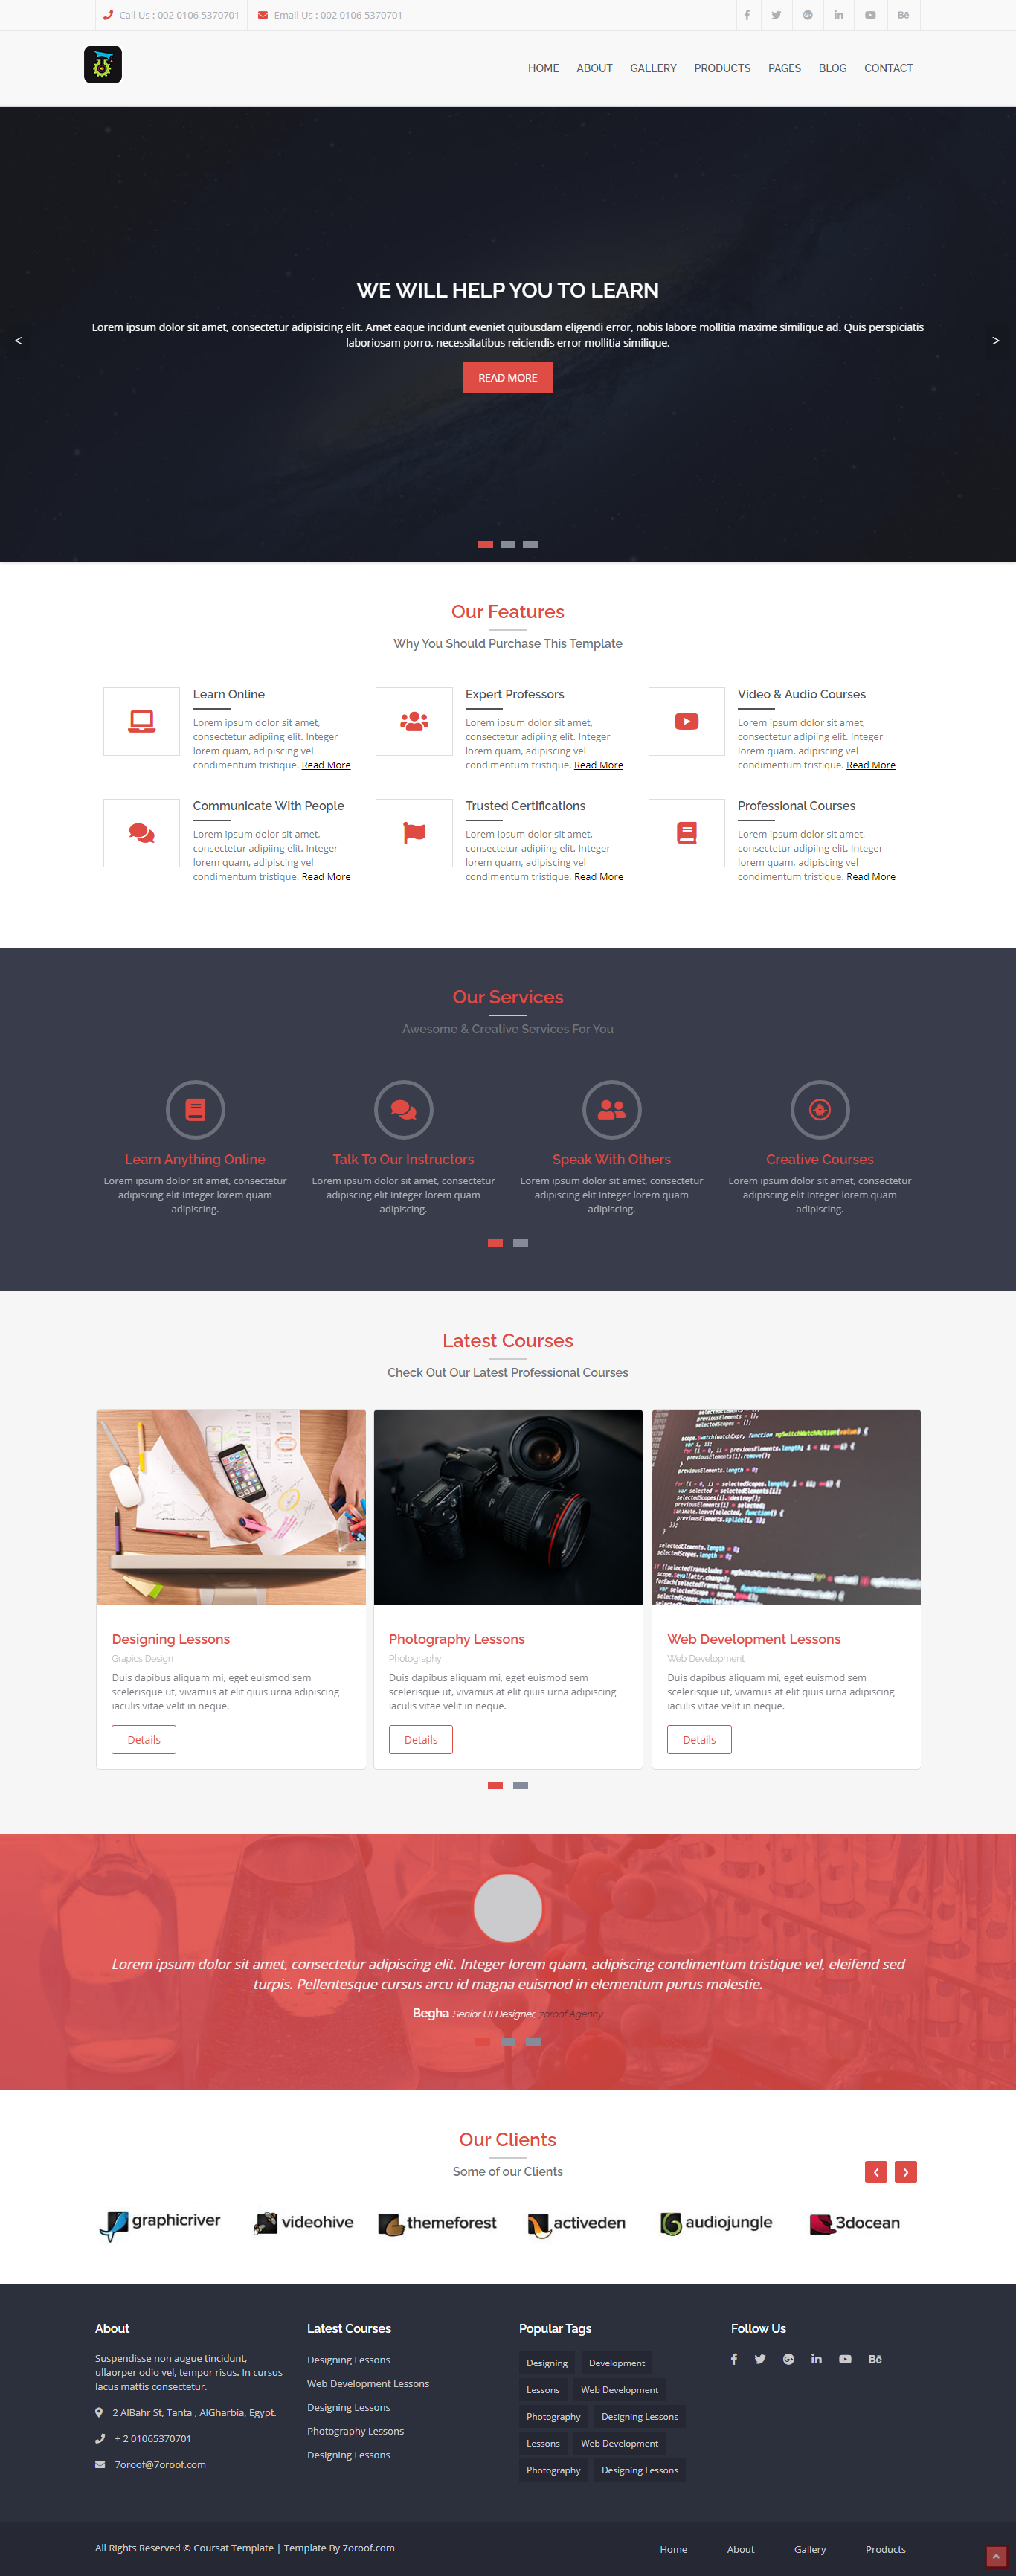 Call Us : 002 0106 5370701
Email Us : 002 0106 5370701
HOME ABOUT GALLERY PRODUCTS PAGES BLOG CONTACT
WE WILL HELP YOU TO LEARN
Lorem ipsum dolor sit amet, consectetur adipisicing elit. Amet eaque incidunt eveniet quibusdam eligendi error, nobis labore mollitia maxime similique ad. Quis perspiciatis
laboriosam porro, necessitatibus reiciendis error mollitia similique.
< >
READ MORE
Our Features
Why You Should Purchase This Template
Learn Online
Lorem ipsum dolor sit amet,
consectetur adipiing elit. Integer
lorem quam, adipiscing vel
condimentum tristique. Read More
Expert Professors
Lorem ipsum dolor sit amet,
consectetur adipiing elit. Integer
lorem quam, adipiscing vel
condimentum tristique. Read More
Video & Audio Courses
Lorem ipsum dolor sit amet,
consectetur adipiing elit. Integer
lorem quam, adipiscing vel
condimentum tristique. Read More
Communicate With People
Lorem ipsum dolor sit amet,
consectetur adipiing elit. Integer
lorem quam, adipiscing vel
condimentum tristique. Read More
Trusted Certifications
Lorem ipsum dolor sit amet,
consectetur adipiing elit. Integer
lorem quam, adipiscing vel
condimentum tristique. Read More
Professional Courses
Lorem ipsum dolor sit amet,
consectetur adipiing elit. Integer
lorem quam, adipiscing vel
condimentum tristique. Read More
Our Services
Awesome & Creative Services For You
Learn Anything Online
Lorem ipsum dolor sit amet, consectetur
adipiscing elit Integer lorem quam
adipiscing.
Talk To Our Instructors
Lorem ipsum dolor sit amet, consectetur
adipiscing elit Integer lorem quam
adipiscing.
Speak With Others
Lorem ipsum dolor sit amet, consectetur
adipiscing elit Integer lorem quam
adipiscing.
Creative Courses
Lorem ipsum dolor sit amet, consectetur
adipiscing elit Integer lorem quam
adipiscing.
Latest Courses
Check Out Our Latest Professional Courses
Designing Lessons
Grapics Design
Duis dapibus aliquam mi, eget euismod sem
scelerisque ut, vivamus at elit qiuis urna adipiscing
iaculis vitae velit in neque.
Details
Photography Lessons
Photography
Duis dapibus aliquam mi, eget euismod sem
scelerisque ut, vivamus at elit qiuis urna adipiscing
iaculis vitae velit in neque.
Details
Web Development Lessons
Web Development
Duis dapibus aliquam mi, eget euismod sem
scelerisque ut, vivamus at elit qiuis urna adipiscing
iaculis vitae velit in neque.
Details
Lorem ipsum dolor sit amet, consectetur adipiscing elit. Integer lorem quam, adipiscing condimentum tristique vel, eleifend sed
turpis. Pellentesque cursus arcu id magna euismod in elementum purus molestie.
Begha Senior UI Designer, 7oroof Agency
Our Clients
Some of our Clients
graphicriver videohive themeforest activeden audiojungle 3docean
About
Suspendisse non augue tincidunt,
ullaorper odio vel, tempor risus. In cursus
lacus mattis consectetur.
2 AlBahr St, Tanta , AlGharbia, Egypt.
+ 2 01065370701
7oroof@7oroof.com
Latest Courses
Designing Lessons
Web Development Lessons
Designing Lessons
Photography Lessons
Designing Lessons
Popular Tags
Designing Development
Lessons Web Development
Photography Designing Lessons
Lessons Web Development
Photography Designing Lessons
Follow Us
All Rights Reserved © Coursat Template | Template By 7oroof.com
Home About Gallery Products